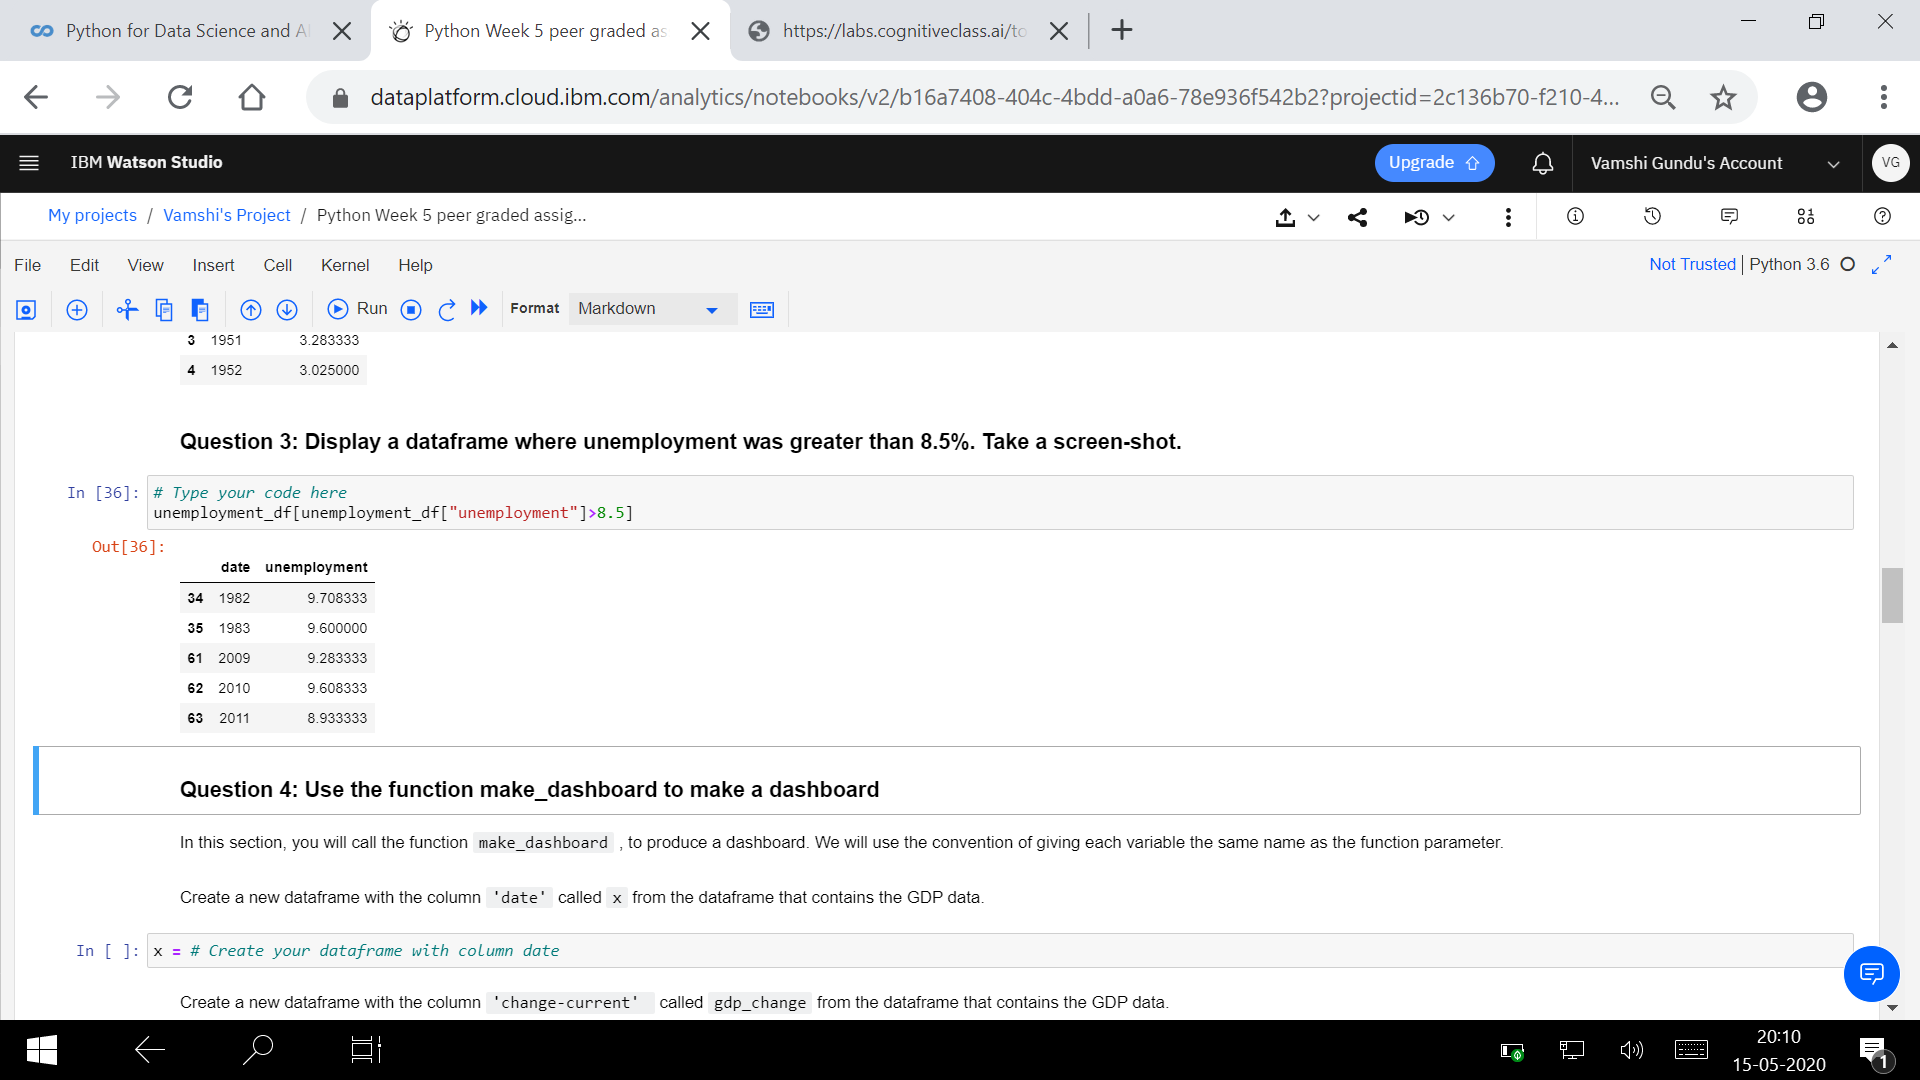 Python for Data Science and AI
Python Week 5 peer graded as
https://labs.cognitiveclass.ai/to
dataplatform.cloud.ibm.com/analytics/notebooks/v2/b16a7408-404c-4bdd-a0a6-78e936f542b2?projectid=2c136b70-f210-4...
IBM Watson Studio
Upgrade
Vamshi Gundu's Account
VG
My projects / Vamshi's Project / Python Week 5 peer graded assig...
File Edit View Insert Cell Kernel Help
Not Trusted | Python 3.6
Run
Format Markdown
3 1951 3.283333
4 1952 3.025000
Question 3: Display a dataframe where unemployment was greater than 8.5%. Take a screen-shot.
In [36]: # Type your code here
unemployment_df[unemployment_df["unemployment"]>8.5]
Out[36]:
date unemployment
34 1982 9.708333
35 1983 9.600000
61 2009 9.283333
62 2010 9.608333
63 2011 8.933333
Question 4: Use the function make_dashboard to make a dashboard
In this section, you will call the function make_dashboard , to produce a dashboard. We will use the convention of giving each variable the same name as the function parameter.
Create a new dataframe with the column 'date' called x from the dataframe that contains the GDP data.
In [ ]: x = # Create your dataframe with column date
Create a new dataframe with the column 'change-current' called gdp_change from the dataframe that contains the GDP data.
20:10
15-05-2020
1